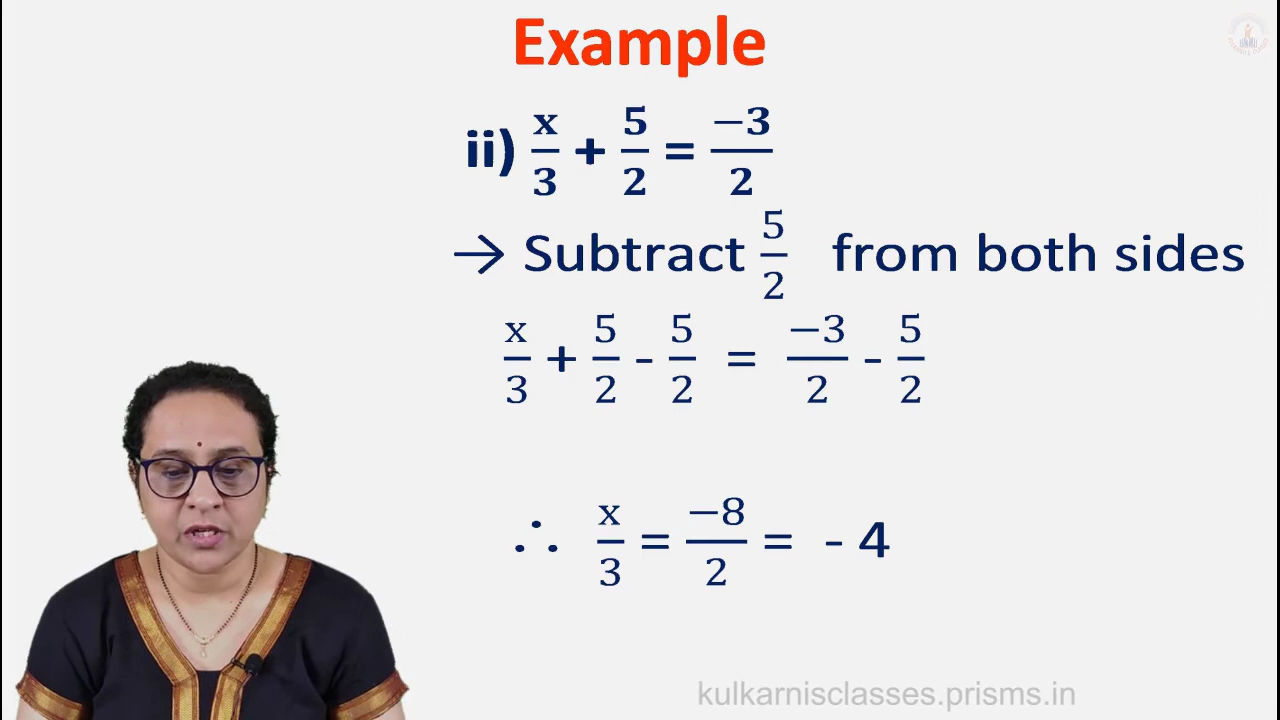 Example
ii) x/3 + 5/2 = −3/2
→ Subtract 5/2 from both sides
x/3 + 5/2 - 5/2 = −3/2 - 5/2
∴ x/3 = −8/2 = - 4
kulkarnisclasses.prisms.in